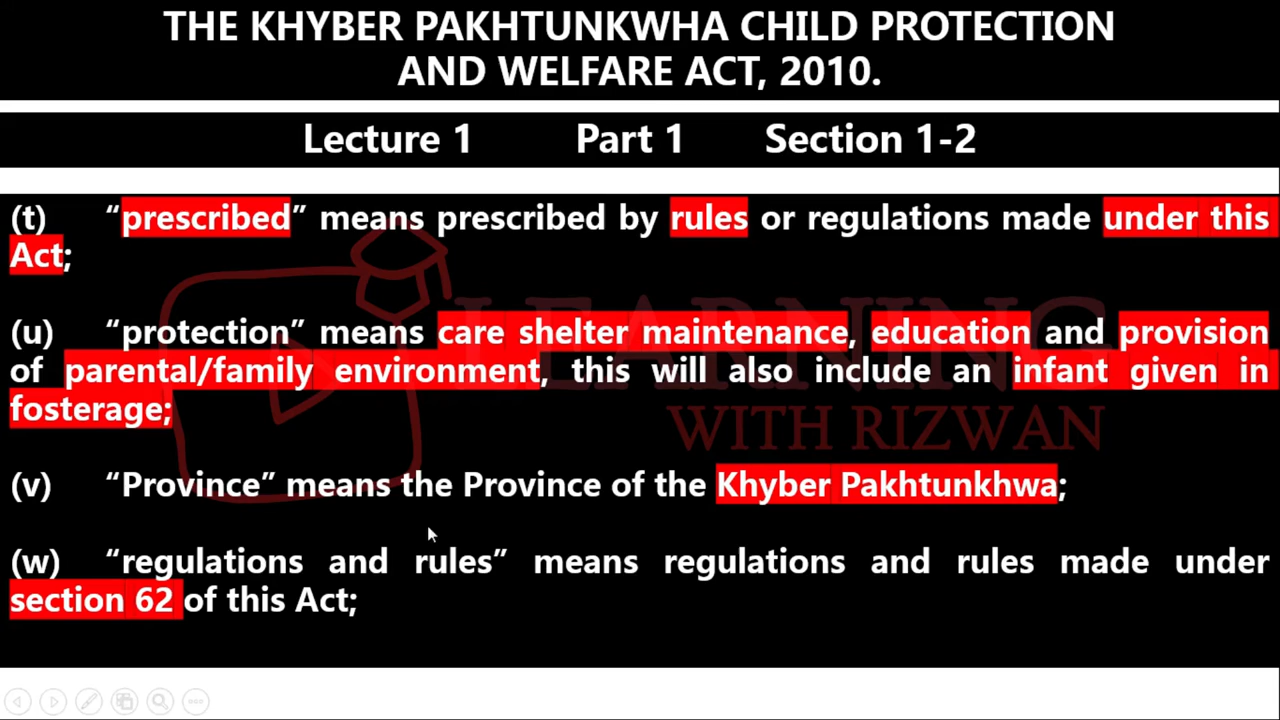 THE KHYBER PAKHTUNKWHA CHILD PROTECTION
AND WELFARE ACT, 2010.
Lecture 1 Part 1 Section 1-2
(t) “prescribed” means prescribed by rules or regulations made under this
Act;
(u) “protection” means care shelter maintenance, education and provision
of parental/family environment, this will also include an infant given in
fosterage;
(v) “Province” means the Province of the Khyber Pakhtunkhwa;
(w) “regulations and rules” means regulations and rules made under
section 62 of this Act;
LEARNING
WITH RIZWAN